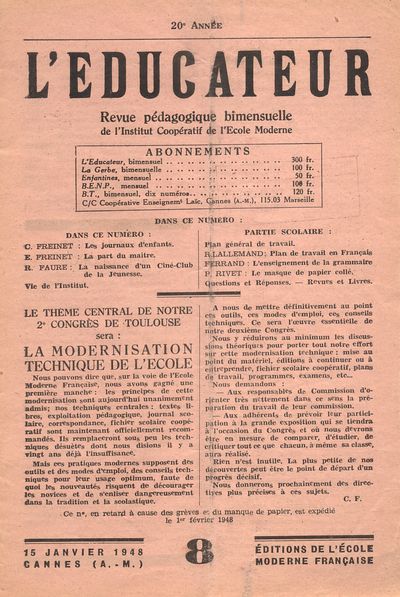 20e ANNÉE
L'EDUCATEUR
Revue pédagogique bimensuelle
de l'Institut Coopératif de l'Ecole Moderne
ABONNEMENTS
L'Educateur, bimensuel .. .. .. .. .. .. .. .. 300 fr.
La Gerbe, bimensuelle .. .. .. .. .. .. .. .. 100 fr.
Enfantines, mensuel .. .. .. .. .. .. .. .. 50 fr.
B.E.N.P., mensuel .. .. .. .. .. .. .. .. 100 fr.
B.T., bimensuel, dix numéros.. .. .. .. .. 120 fr.
C/C Coopérative Enseignemt Laïc, Cannes (A.-M.), 115.03 Marseille
DANS CE NUMÉRO :
DANS CE NUMÉRO :
C. FREINET : Les journaux d'enfants.
E. FREINET : La part du maître.
R. FAURE : La naissance d'un Ciné-Club
de la Jeunesse.
Vie de l'Institut.
PARTIE SCOLAIRE :
Plan général de travail.
R. LALLEMAND : Plan de travail en Français
FERRAND : L'enseignement de la grammaire
P. RIVET : Le masque de papier collé.
Questions et Réponses. — Revues et Livres.
LE THEME CENTRAL DE NOTRE
2e CONGRÈS DE TOULOUSE
sera :
LA MODERNISATION
TECHNIQUE DE L'ECOLE
Nous pouvons dire que, sur la voie de l'Ecole
Moderne Française, nous avons gagné une
première manche : les principes de cette
modernisation sont aujourd'hui unanimement
admis; nos techniques centrales : textes li-
bres, exploitation pédagogique, journal sco-
laire, correspondance, fichier scolaire coopé-
ratif sont maintenant officiellement recom-
mandés. Ils remplaceront sous peu les tech-
niques désuètes dont nous disions il y a
vingt ans déjà l'insuffisance.
Mais ces pratiques modernes supposent des
outils et des modes d'emploi, des conseils tech-
niques pour leur usage optimum, faute de
quoi les nouveautés risquent de décourager
les novices et de s'enliser dangereusement
dans la tradition et la scolastique.
A nous de mettre définitivement au point
ces outils, ces modes d'emploi, ces conseils
techniques. Ce sera l'œuvre essentielle de
notre deuxième Congrès.
Nous y réduirons au minimum les discus-
sions théoriques pour porter tout notre effort
sur cette modernisation technique : mise au
point du matériel, éditions à continuer ou à
entreprendre, fichier scolaire coopératif, plans
de travail, programmes, examens, etc...
Nous demandons :
— Aux responsables de Commission d'o-
rienter très nettement dans ce sens la pré-
paration du travail de leur commission.
— Aux adhérents, de prévoir leur partici-
pation à la grande exposition qui se tiendra
à l'occasion du Congrès, et où nous devrons
être en mesure de comparer, d'étudier, de
critiquer tout ce que chacun, à même sa classe,
aura réalisé.
Rien n'est inutile. La plus petite de nos
découvertes peut être le point de départ d'un
progrès décisif.
Nous donnerons prochainement des direc-
tives plus précises à ces sujets.
C. F.
Ce n°, en retard à cause des grèves et du manque de papier, est expédié
le 1er février 1948
15 JANVIER 1948
CANNES (A.-M.)
8
ÉDITIONS DE L'ÉCOLE
MODERNE FRANÇAISE